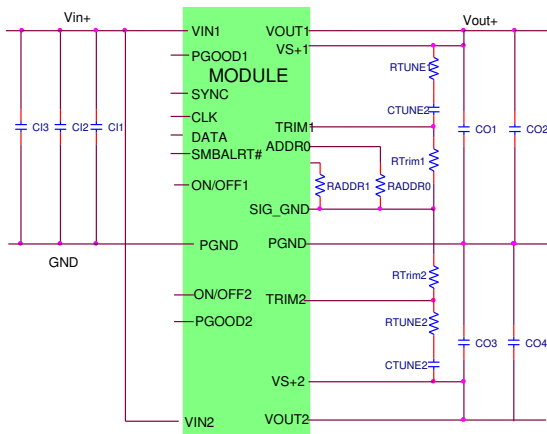 Vin+
Vout+
VIN1
VOUT1
VS+1
PGOOD1
RTUNE1
MODULE
SYNC
CTUNE2
CLK
TRIM1
CI3
CI2
CI1
DATA
CO1
CO2
ADDR0
SMBALRT#
RTrim1
ON/OFF1
RADDR1
RADDR0
SIG_GND
PGND
PGND
GND
RTrim2
ON/OFF2
TRIM2
PGOOD2
RTUNE2
CO3
CO4
CTUNE2
VS+2
VIN2
VOUT2